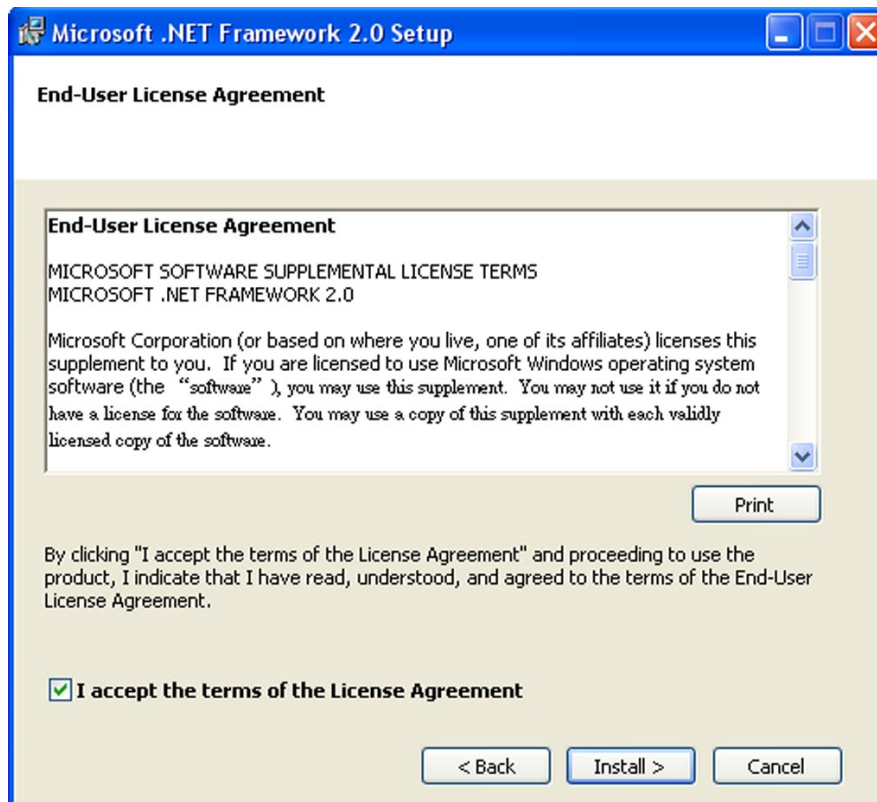 Microsoft .NET Framework 2.0 Setup
End-User License Agreement
End-User License Agreement
MICROSOFT SOFTWARE SUPPLEMENTAL LICENSE TERMS
MICROSOFT .NET FRAMEWORK 2.0
Microsoft Corporation (or based on where you live, one of its affiliates) licenses this
supplement to you.  If you are licensed to use Microsoft Windows operating system
software (the “software”), you may use this supplement.  You may not use it if you do not
have a license for the software.  You may use a copy of this supplement with each validly
licensed copy of the software.
Print
By clicking "I accept the terms of the License Agreement" and proceeding to use the
product, I indicate that I have read, understood, and agreed to the terms of the End-User
License Agreement.
I accept the terms of the License Agreement
< Back
Install >
Cancel